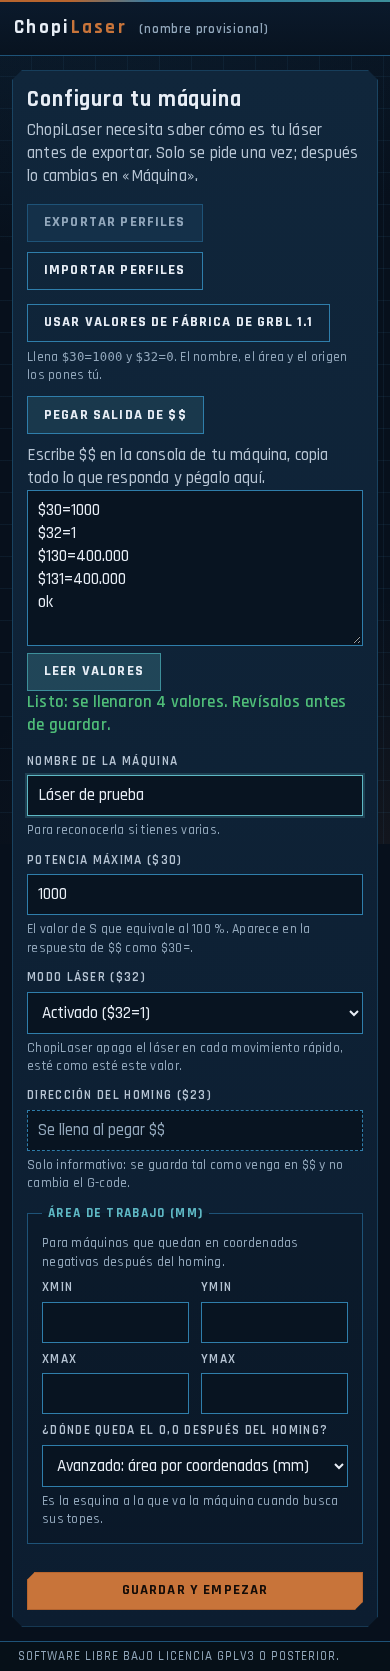 ChopiLaser (nombre provisional)
Configura tu máquina
ChopiLaser necesita saber cómo es tu láser
antes de exportar. Solo se pide una vez; después
lo cambias en «Máquina».
EXPORTAR PERFILES
IMPORTAR PERFILES
USAR VALORES DE FÁBRICA DE GRBL 1.1
Llena $30=1000 y $32=0. El nombre, el área y el origen
los pones tú.
PEGAR SALIDA DE $$
Escribe $$ en la consola de tu máquina, copia
todo lo que responda y pégalo aquí.
$30=1000
$32=1
$130=400.000
$131=400.000
ok
LEER VALORES
Listo: se llenaron 4 valores. Revísalos antes
de guardar.
NOMBRE DE LA MÁQUINA
Láser de prueba
Para reconocerla si tienes varias.
POTENCIA MÁXIMA ($30)
1000
El valor de S que equivale al 100 %. Aparece en la
respuesta de $$ como $30=.
MODO LÁSER ($32)
Activado ($32=1)
ChopiLaser apaga el láser en cada movimiento rápido,
esté como esté este valor.
DIRECCIÓN DEL HOMING ($23)
Se llena al pegar $$
Solo informativo: se guarda tal como venga en $$ y no
cambia el G-code.
ÁREA DE TRABAJO (MM)
Para máquinas que quedan en coordenadas
negativas después del homing.
XMIN YMIN
XMAX YMAX
¿DÓNDE QUEDA EL 0,0 DESPUÉS DEL HOMING?
Avanzado: área por coordenadas (mm)
Es la esquina a la que va la máquina cuando busca
sus topes.
GUARDAR Y EMPEZAR
SOFTWARE LIBRE BAJO LICENCIA GPLV3 O POSTERIOR.